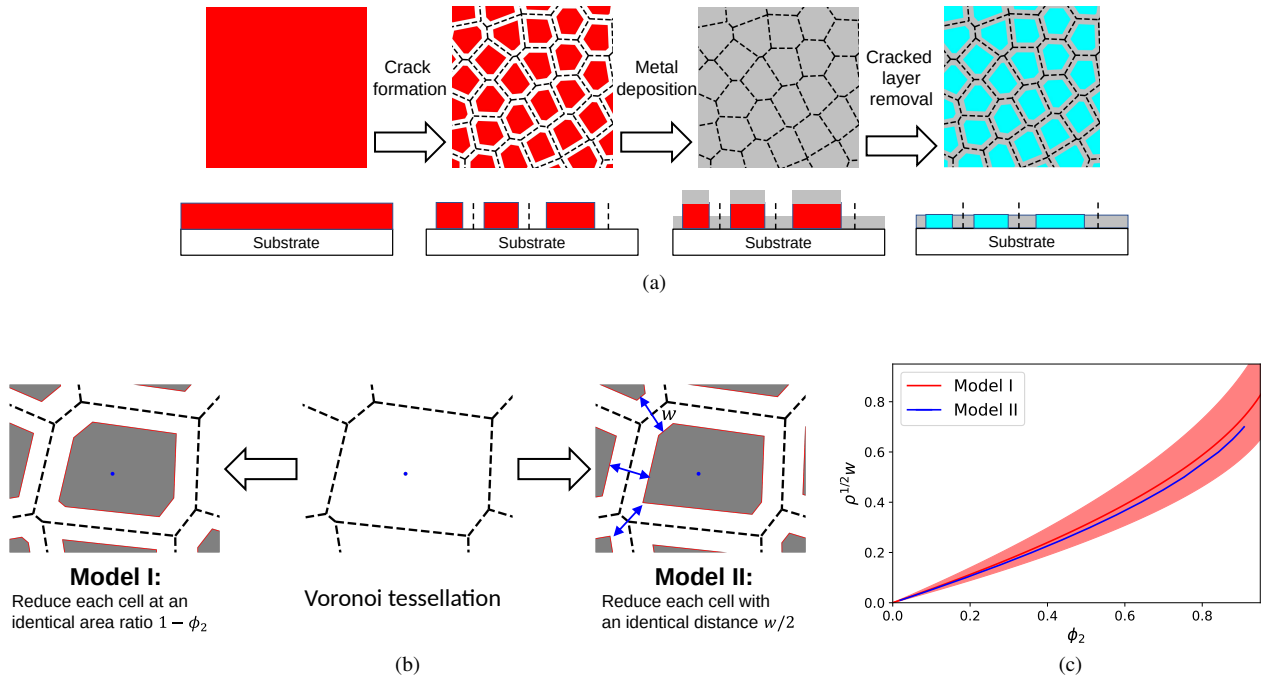 Crack
formation
Metal
deposition
Cracked
layer
removal
Substrate
Substrate
Substrate
Substrate
(a)
w
Model I:
Reduce each cell at an
identical area ratio 1 − ϕ₂
Voronoi tessellation
Model II:
Reduce each cell with
an identical distance w/2
(b)
Model I
Model II
0.8
0.6
0.4
0.2
0.0
ρ^{1/2}w
0.0 0.2 0.4 0.6 0.8
ϕ₂
(c)